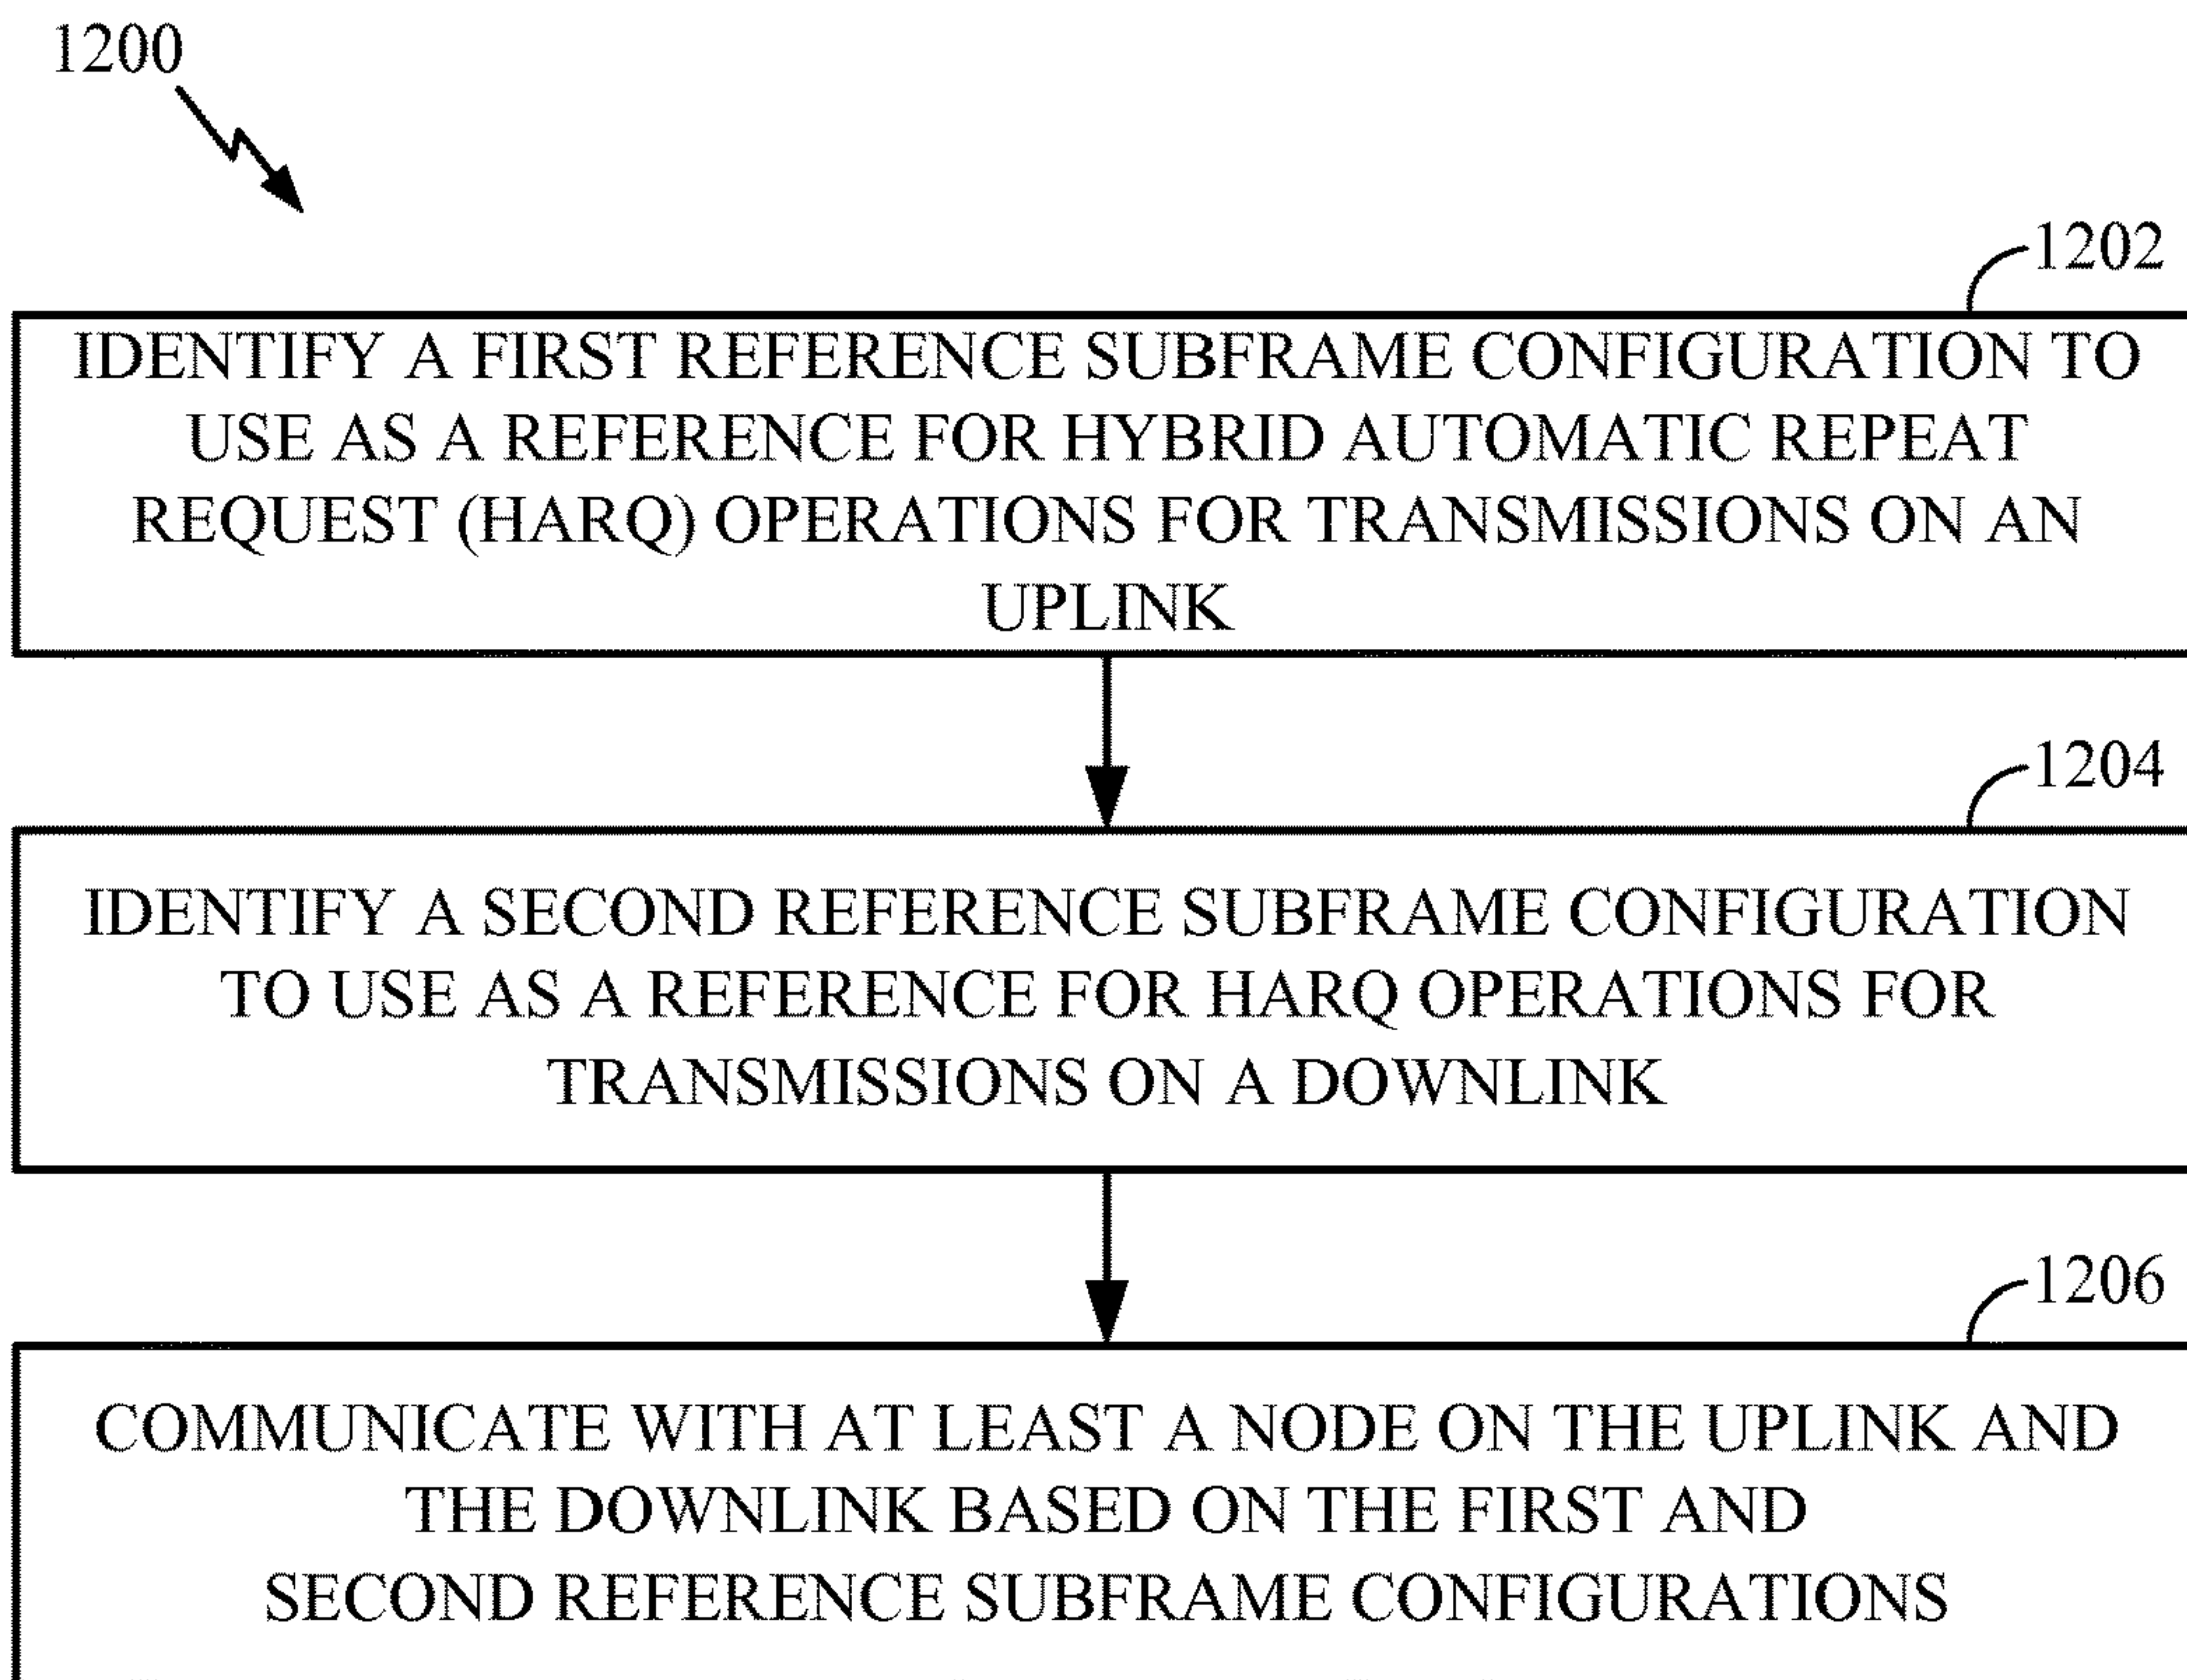 1200
1202
IDENTIFY A FIRST REFERENCE SUBFRAME CONFIGURATION TO
USE AS A REFERENCE FOR HYBRID AUTOMATIC REPEAT
REQUEST (HARQ) OPERATIONS FOR TRANSMISSIONS ON AN
UPLINK
1204
IDENTIFY A SECOND REFERENCE SUBFRAME CONFIGURATION
TO USE AS A REFERENCE FOR HARQ OPERATIONS FOR
TRANSMISSIONS ON A DOWNLINK
1206
COMMUNICATE WITH AT LEAST A NODE ON THE UPLINK AND
THE DOWNLINK BASED ON THE FIRST AND
SECOND REFERENCE SUBFRAME CONFIGURATIONS